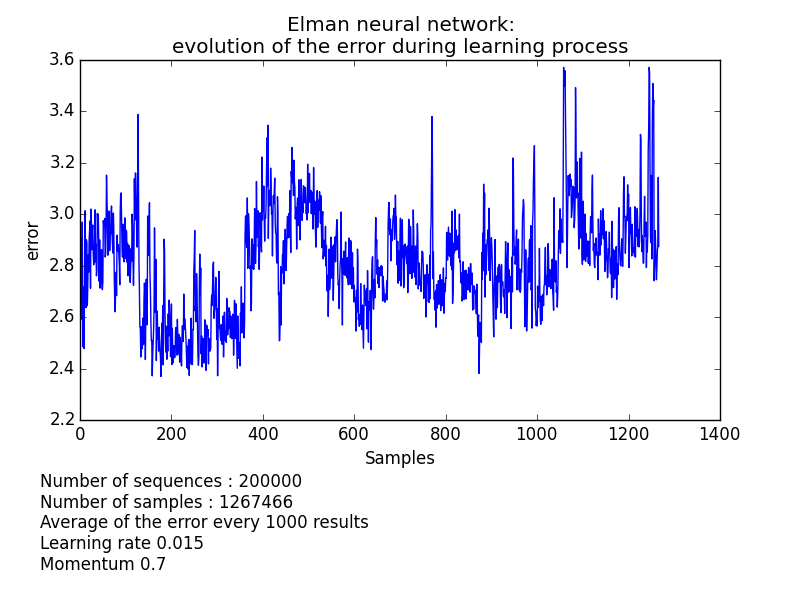 Elman neural network:
evolution of the error during learning process
3.6
3.4
3.2
3.0
2.8
2.6
2.4
2.2
error
0 200 400 600 800 1000 1200 1400
Samples
Number of sequences : 200000
Number of samples : 1267466
Average of the error every 1000 results
Learning rate 0.015
Momentum 0.7